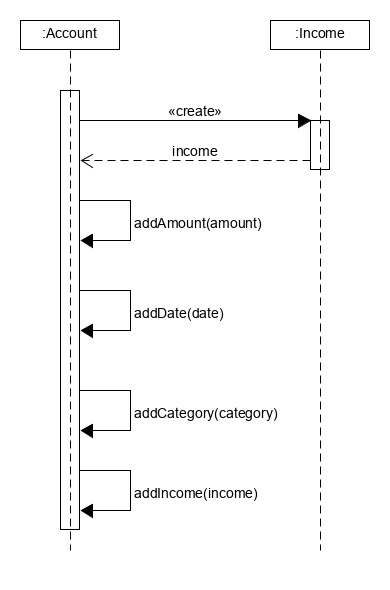 :Account
:Income
«create»
income
addAmount(amount)
addDate(date)
addCategory(category)
addIncome(income)